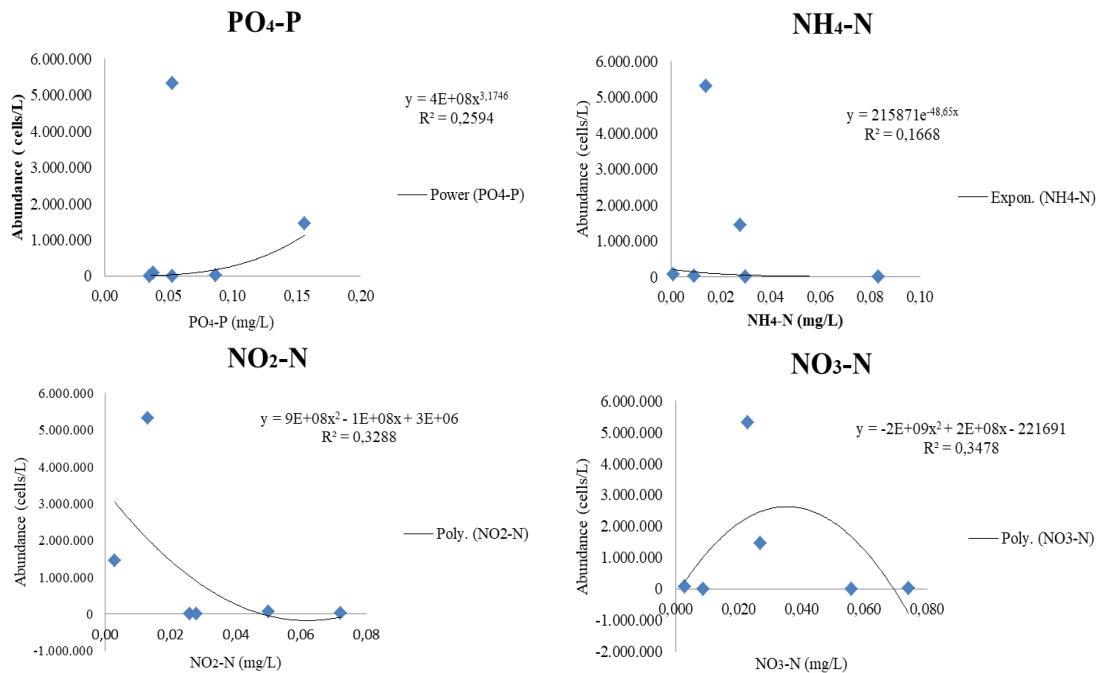 PO₄-P
6.000.000
5.000.000
4.000.000
3.000.000
2.000.000
1.000.000
0
Abundance ( cells/L)
0,00 0,05 0,10 0,15 0,20
PO₄-P (mg/L)
y = 4E+08x³,¹⁷⁴⁶
R² = 0,2594
Power (PO4-P)
NH₄-N
6.000.000
5.000.000
4.000.000
3.000.000
2.000.000
1.000.000
0
Abundance (cells/L)
0,00 0,02 0,04 0,06 0,08 0,10
NH₄-N (mg/L)
y = 215871e⁻⁴⁸,⁶⁵ˣ
R² = 0,1668
Expon. (NH4-N)
NO₂-N
6.000.000
5.000.000
4.000.000
3.000.000
2.000.000
1.000.000
0
-1.000.000
Abundance (cells/L)
0,00 0,02 0,04 0,06 0,08
NO₂-N (mg/L)
y = 9E+08x² - 1E+08x + 3E+06
R² = 0,3288
Poly. (NO2-N)
NO₃-N
6.000.000
5.000.000
4.000.000
3.000.000
2.000.000
1.000.000
0
-1.000.000
-2.000.000
Abundance (cells/L)
0,000 0,020 0,040 0,060 0,080
NO₃-N (mg/L)
y = -2E+09x² + 2E+08x - 221691
R² = 0,3478
Poly. (NO3-N)